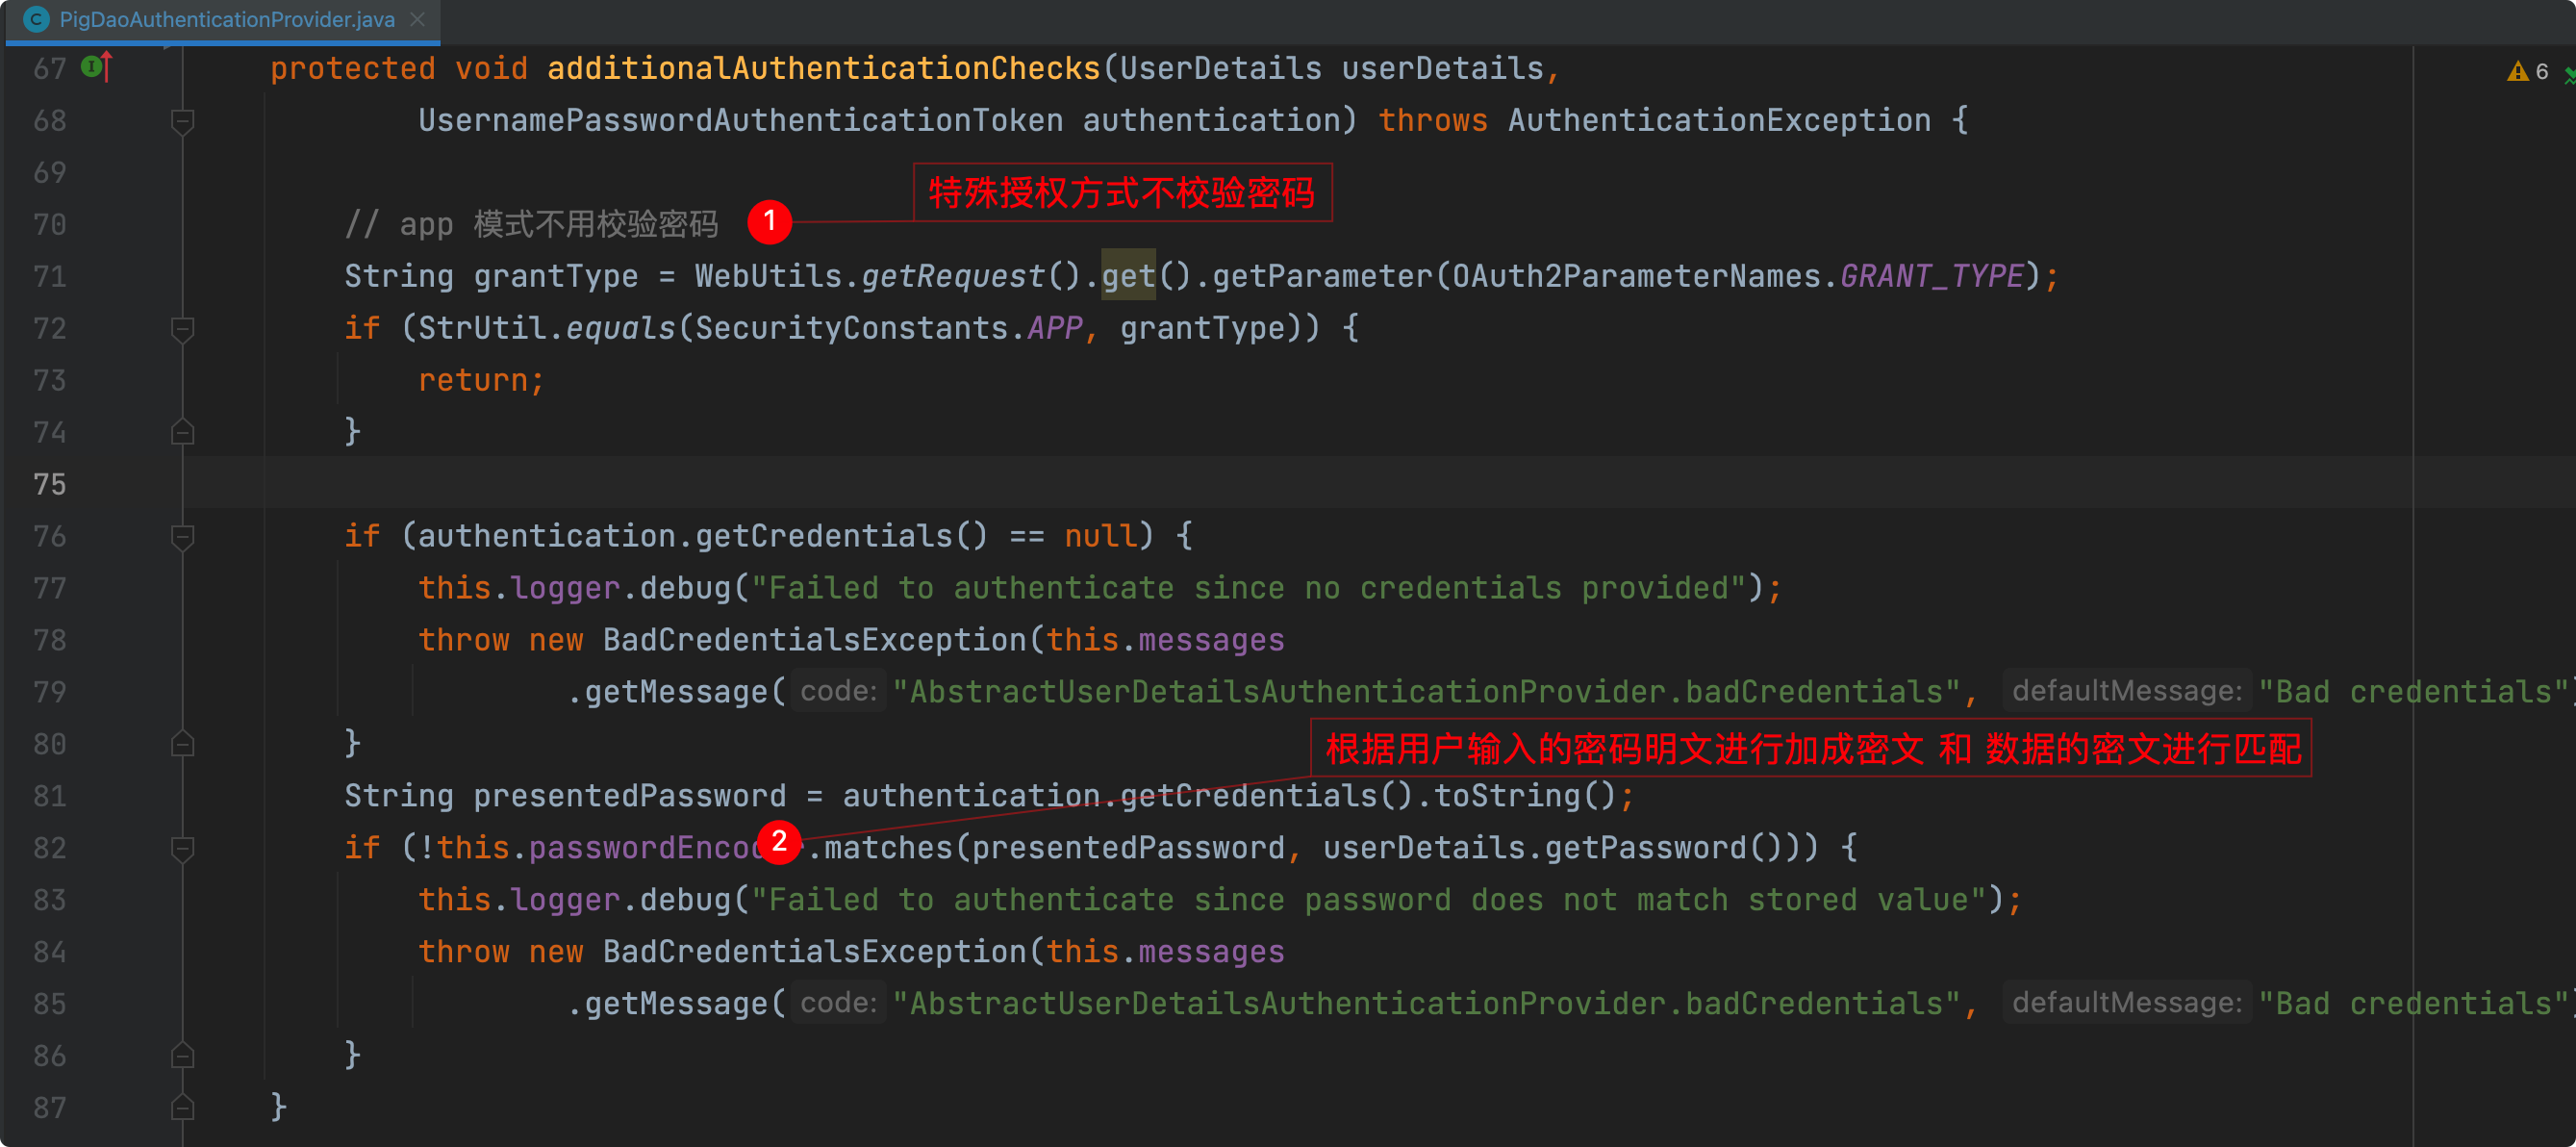 PigDaoAuthenticationProvider.java
67 protected void additionalAuthenticationChecks(UserDetails userDetails,
6
68 UsernamePasswordAuthenticationToken authentication) throws AuthenticationException {
69
特殊授权方式不校验密码
70 // app 模式不用校验密码 1
71 String grantType = WebUtils.getRequest().get().getParameter(OAuth2ParameterNames.GRANT_TYPE);
72 if (StrUtil.equals(SecurityConstants.APP, grantType)) {
73 return;
74 }
75
76 if (authentication.getCredentials() == null) {
77 this.logger.debug("Failed to authenticate since no credentials provided");
78 throw new BadCredentialsException(this.messages
79 .getMessage( code: "AbstractUserDetailsAuthenticationProvider.badCredentials", defaultMessage: "Bad credentials"
80 }
根据用户输入的密码明文进行加成密文 和 数据的密文进行匹配
81 String presentedPassword = authentication.getCredentials().toString();
82 if (!this.passwordEnco 2 .matches(presentedPassword, userDetails.getPassword())) {
83 this.logger.debug("Failed to authenticate since password does not match stored value");
84 throw new BadCredentialsException(this.messages
85 .getMessage( code: "AbstractUserDetailsAuthenticationProvider.badCredentials", defaultMessage: "Bad credentials"
86 }
87 }